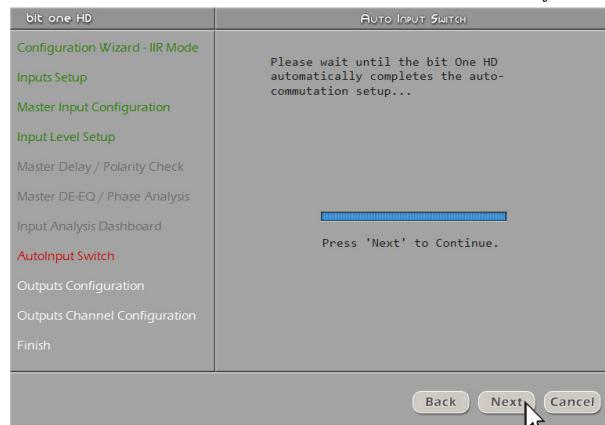 bit one HD
Auto Input Switch
Configuration Wizard - IIR Mode
Inputs Setup
Master Input Configuration
Input Level Setup
Master Delay / Polarity Check
Master DE-EQ / Phase Analysis
Input Analysis Dashboard
AutoInput Switch
Outputs Configuration
Outputs Channel Configuration
Finish
Please wait until the bit One HD
automatically completes the auto-
commutation setup...
Press 'Next' to Continue.
Back Next Cancel